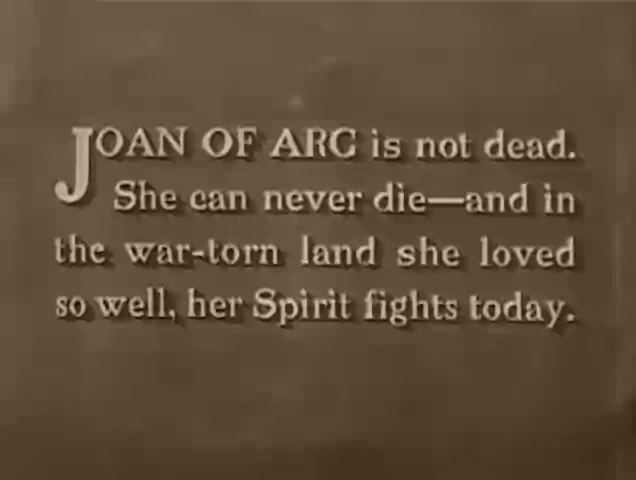 JOAN OF ARC is not dead.
She can never die—and in
the war-torn land she loved
so well, her Spirit fights today.